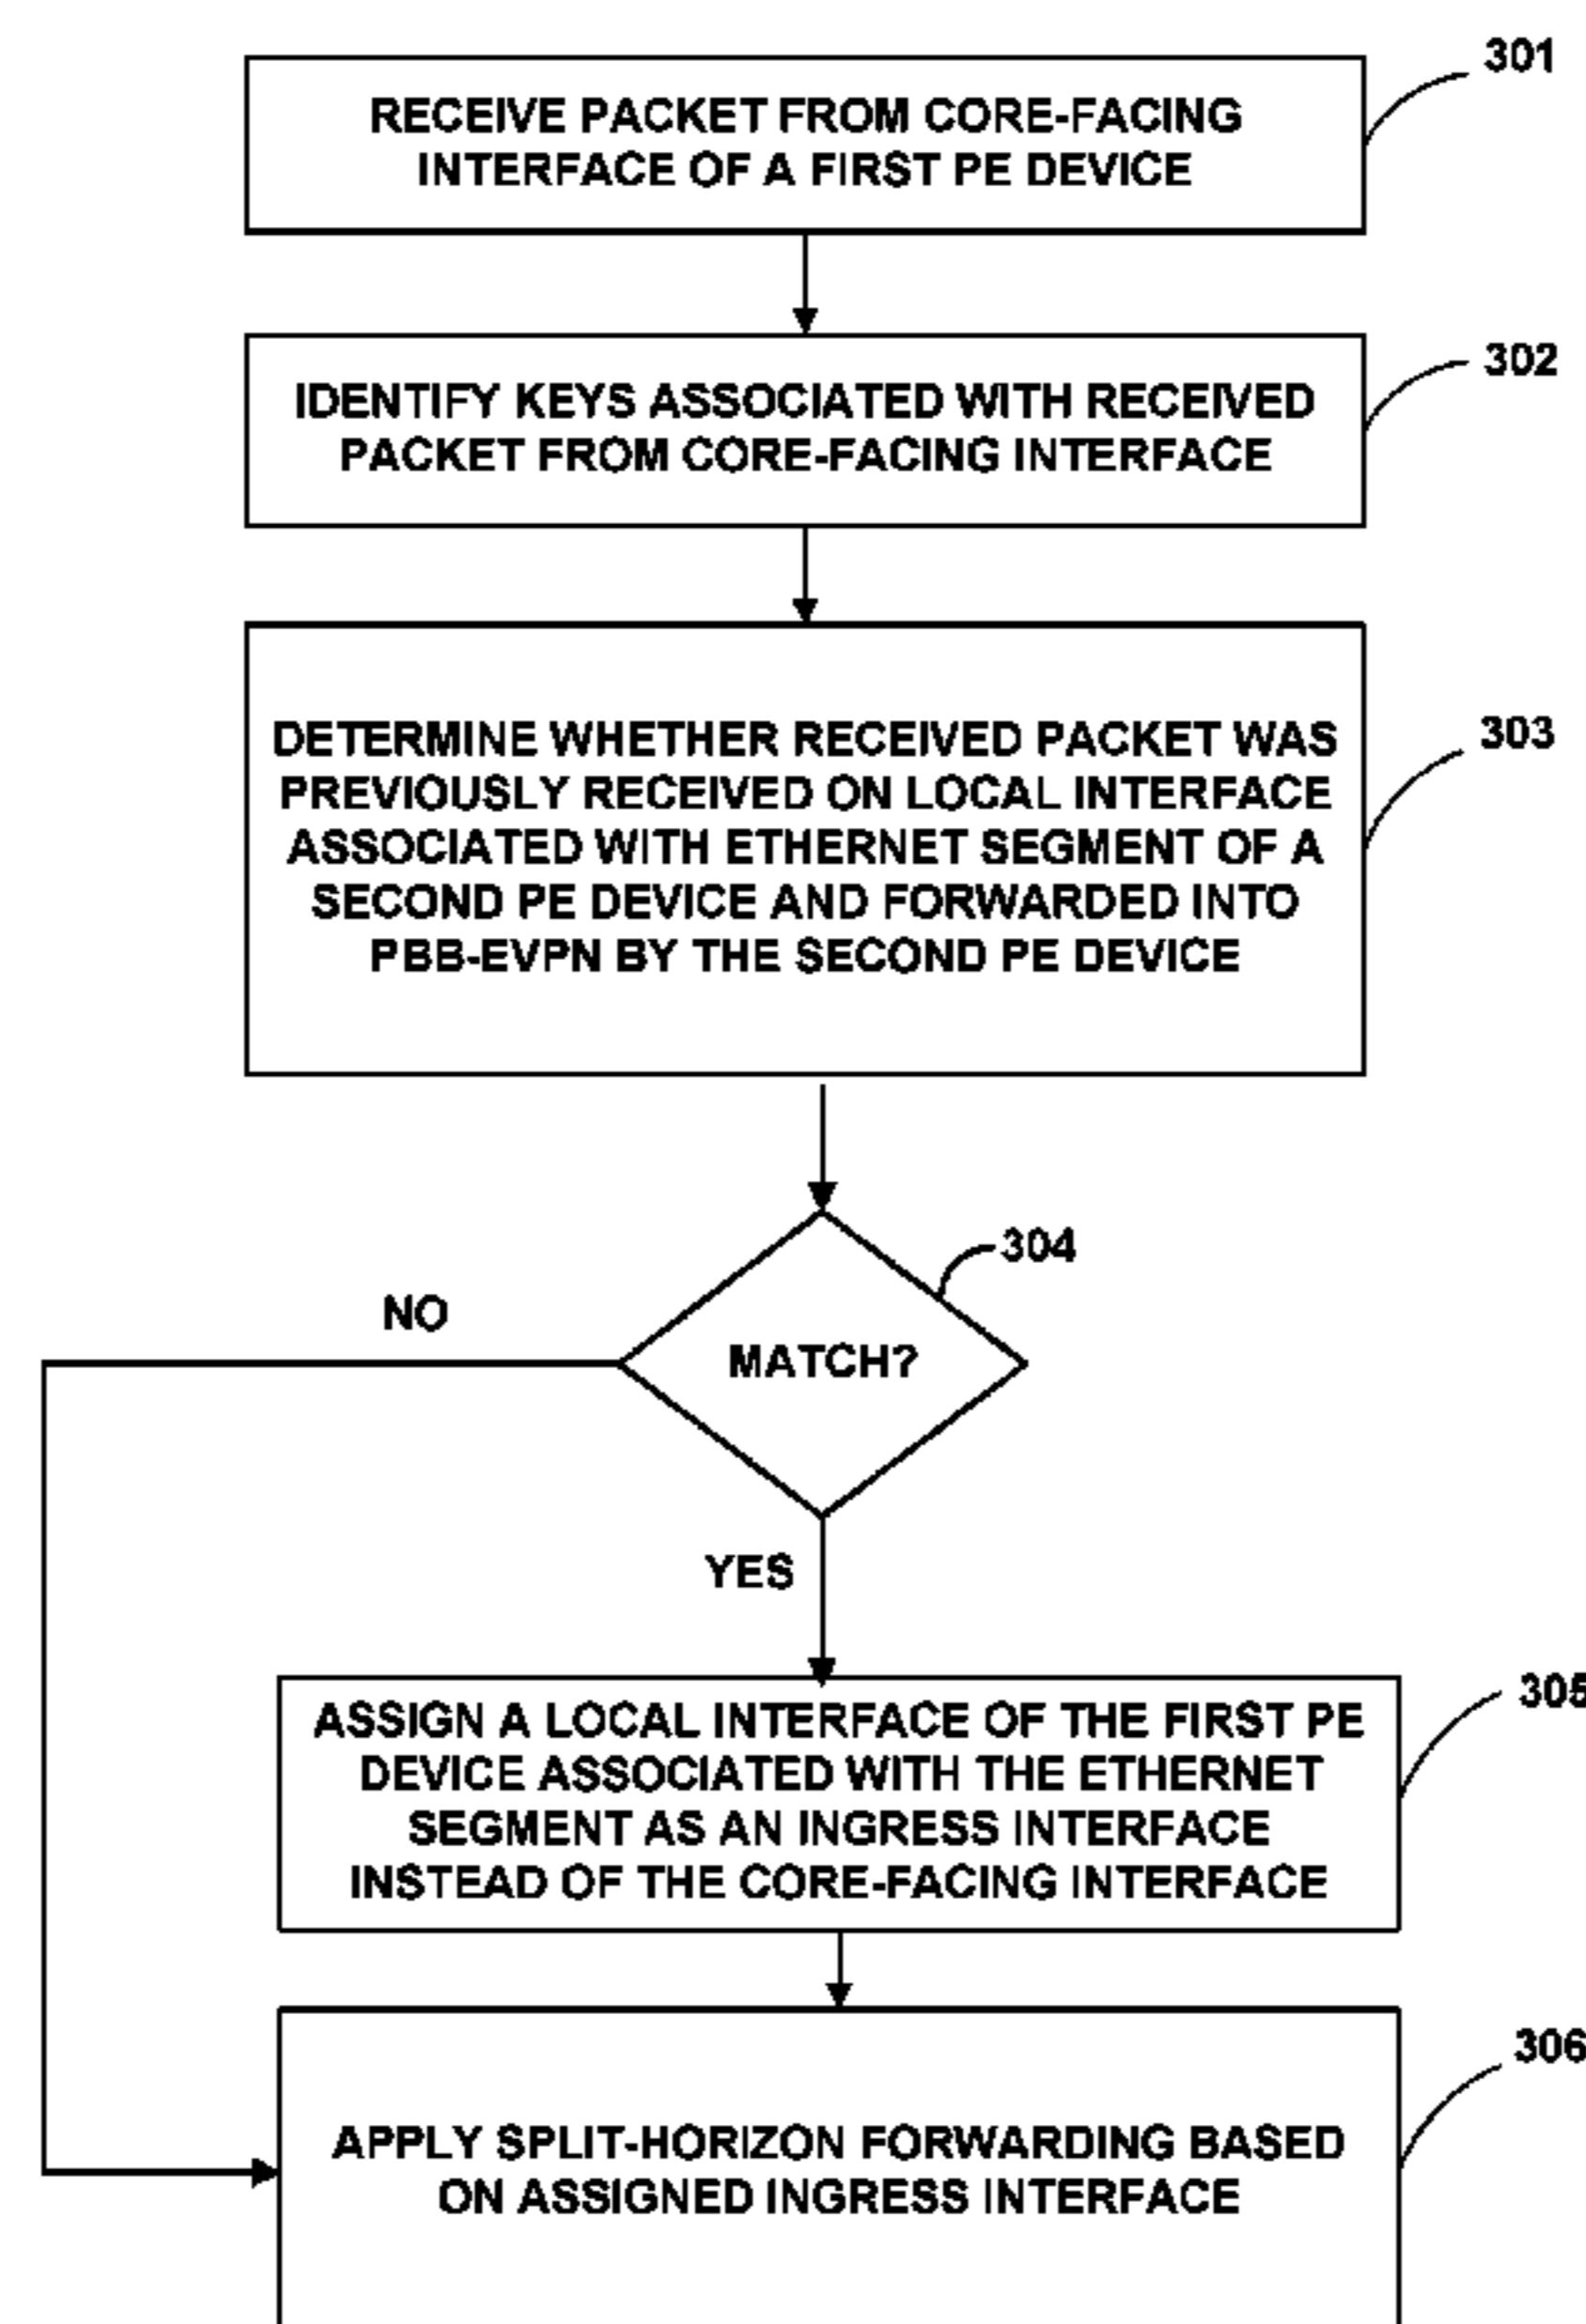 301
RECEIVE PACKET FROM CORE-FACING
INTERFACE OF A FIRST PE DEVICE
302
IDENTIFY KEYS ASSOCIATED WITH RECEIVED
PACKET FROM CORE-FACING INTERFACE
303
DETERMINE WHETHER RECEIVED PACKET WAS
PREVIOUSLY RECEIVED ON LOCAL INTERFACE
ASSOCIATED WITH ETHERNET SEGMENT OF A
SECOND PE DEVICE AND FORWARDED INTO
PBB-EVPN BY THE SECOND PE DEVICE
304
NO
MATCH?
YES
305
ASSIGN A LOCAL INTERFACE OF THE FIRST PE
DEVICE ASSOCIATED WITH THE ETHERNET
SEGMENT AS AN INGRESS INTERFACE
INSTEAD OF THE CORE-FACING INTERFACE
306
APPLY SPLIT-HORIZON FORWARDING BASED
ON ASSIGNED INGRESS INTERFACE